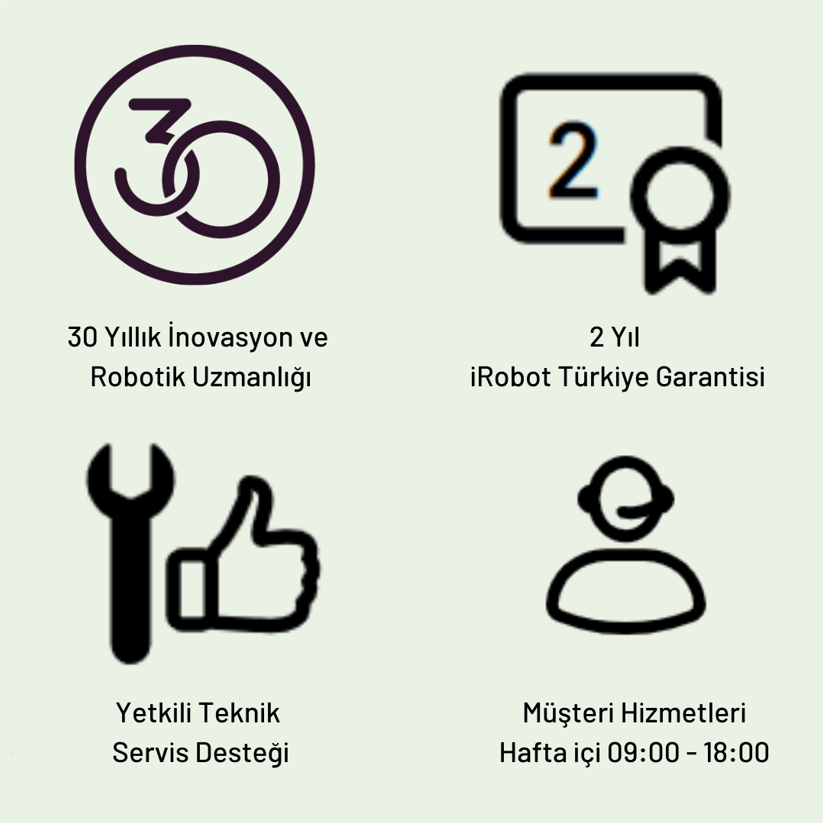 30
2
30 Yıllık İnovasyon ve
Robotik Uzmanlığı
2 Yıl
iRobot Türkiye Garantisi
Yetkili Teknik
Servis Desteği
Müşteri Hizmetleri
Hafta içi 09:00 - 18:00